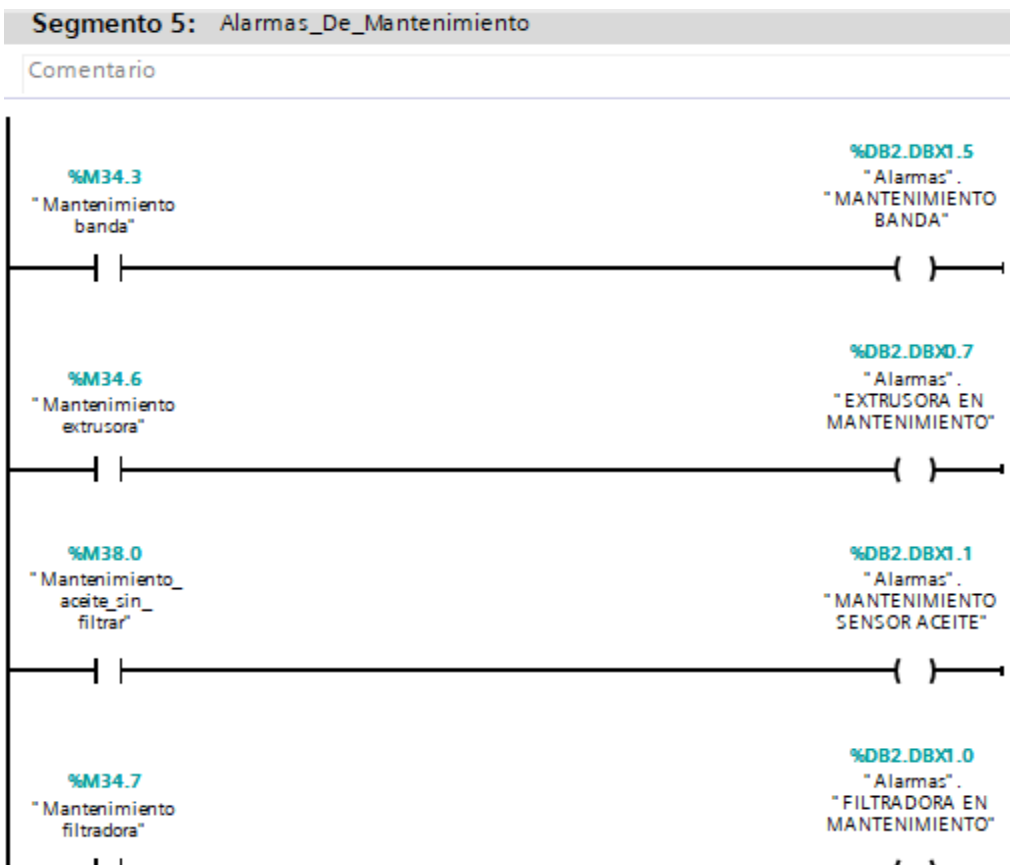 Segmento 5: Alarmas_De_Mantenimiento
Comentario
%M34.3
"Mantenimiento
banda"
%DB2.DBX1.5
"Alarmas".
"MANTENIMIENTO
BANDA"
%M34.6
"Mantenimiento
extrusora"
%DB2.DBX0.7
"Alarmas".
"EXTRUSORA EN
MANTENIMIENTO"
%M38.0
"Mantenimiento_
aceite_sin_
filtrar"
%DB2.DBX1.1
"Alarmas".
"MANTENIMIENTO
SENSOR ACEITE"
%M34.7
"Mantenimiento
filtradora"
%DB2.DBX1.0
"Alarmas".
"FILTRADORA EN
MANTENIMIENTO"